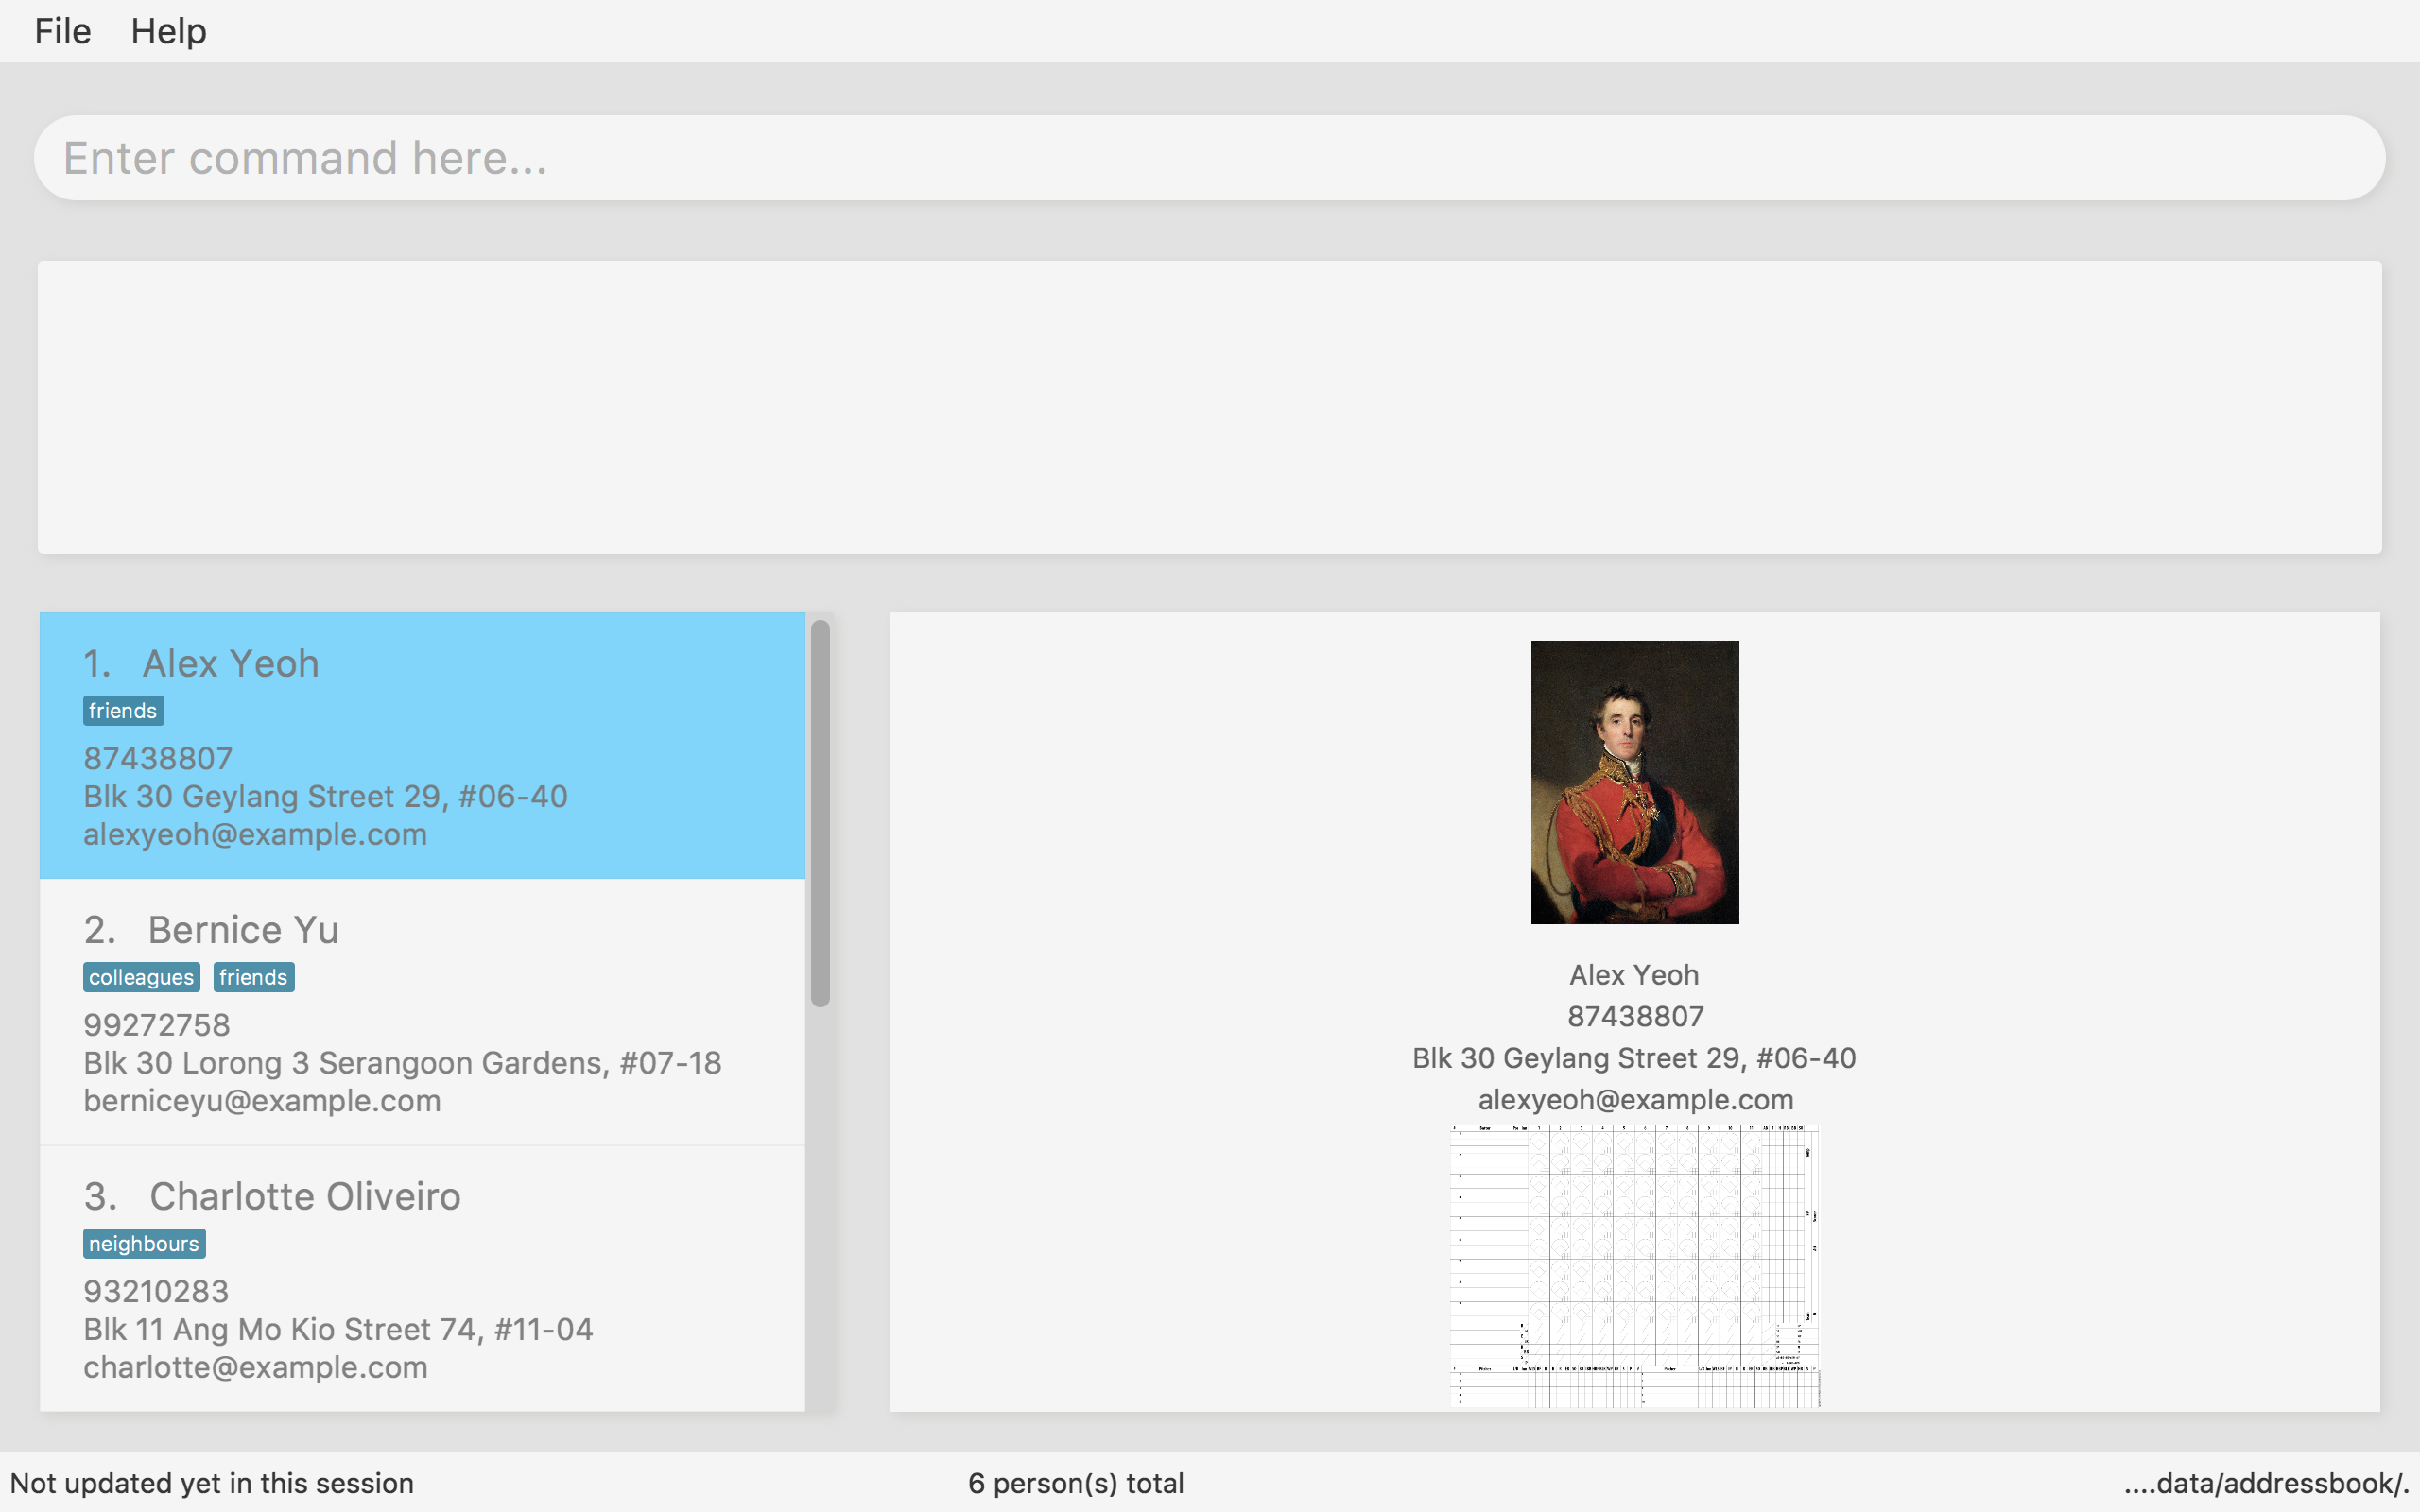 File Help
Enter command here...
1. Alex Yeoh
friends
87438807
Blk 30 Geylang Street 29, #06-40
alexyeoh@example.com
2. Bernice Yu
colleagues friends
99272758
Blk 30 Lorong 3 Serangoon Gardens, #07-18
berniceyu@example.com
3. Charlotte Oliveiro
neighbours
93210283
Blk 11 Ang Mo Kio Street 74, #11-04
charlotte@example.com
Alex Yeoh
87438807
Blk 30 Geylang Street 29, #06-40
alexyeoh@example.com
Not updated yet in this session
6 person(s) total
....data/addressbook/.